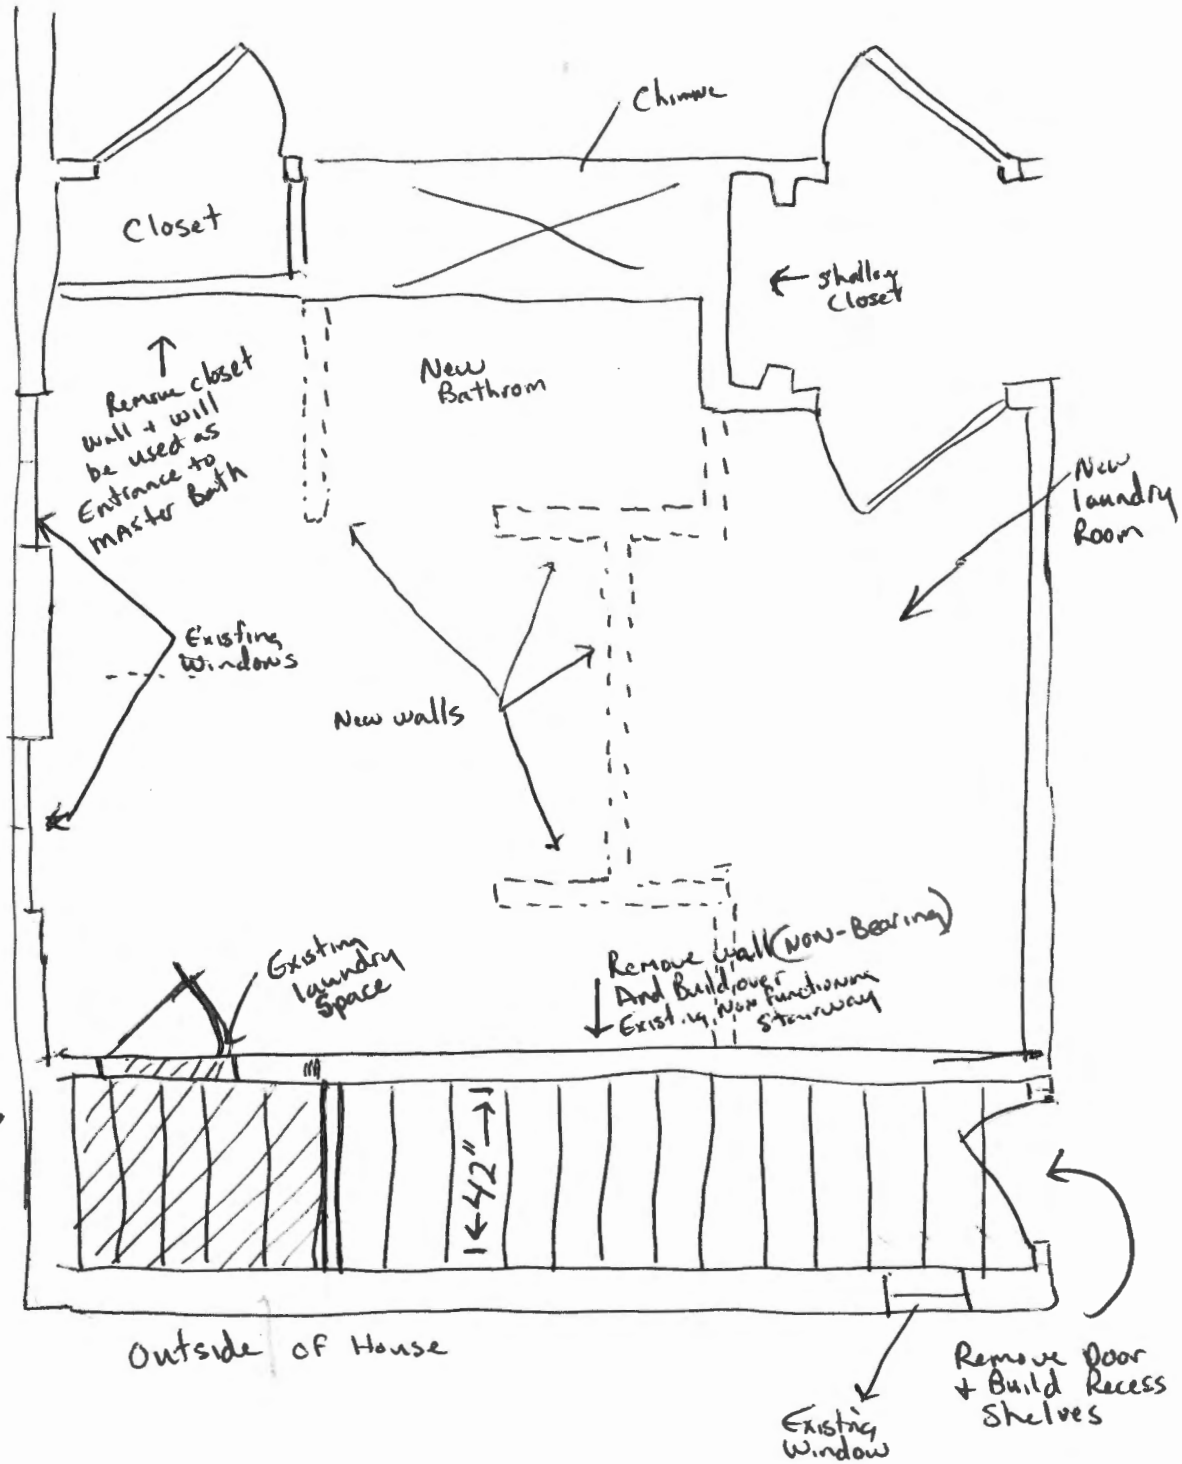 Chimne
Closet
← Shallow
Closet
Remove closet
wall + will
be used as
Entrance to
MAster Bath
New
Bathrom
New
laundry
Room
Existing
Windows
New walls
Existing
laundry
Space
Remove wall (NON-Bearing)
And Build over
Existing Non functioning
Stairway
42"
Outside of House
Existing
Window
Remove Door
+ Build Recess
Shelves